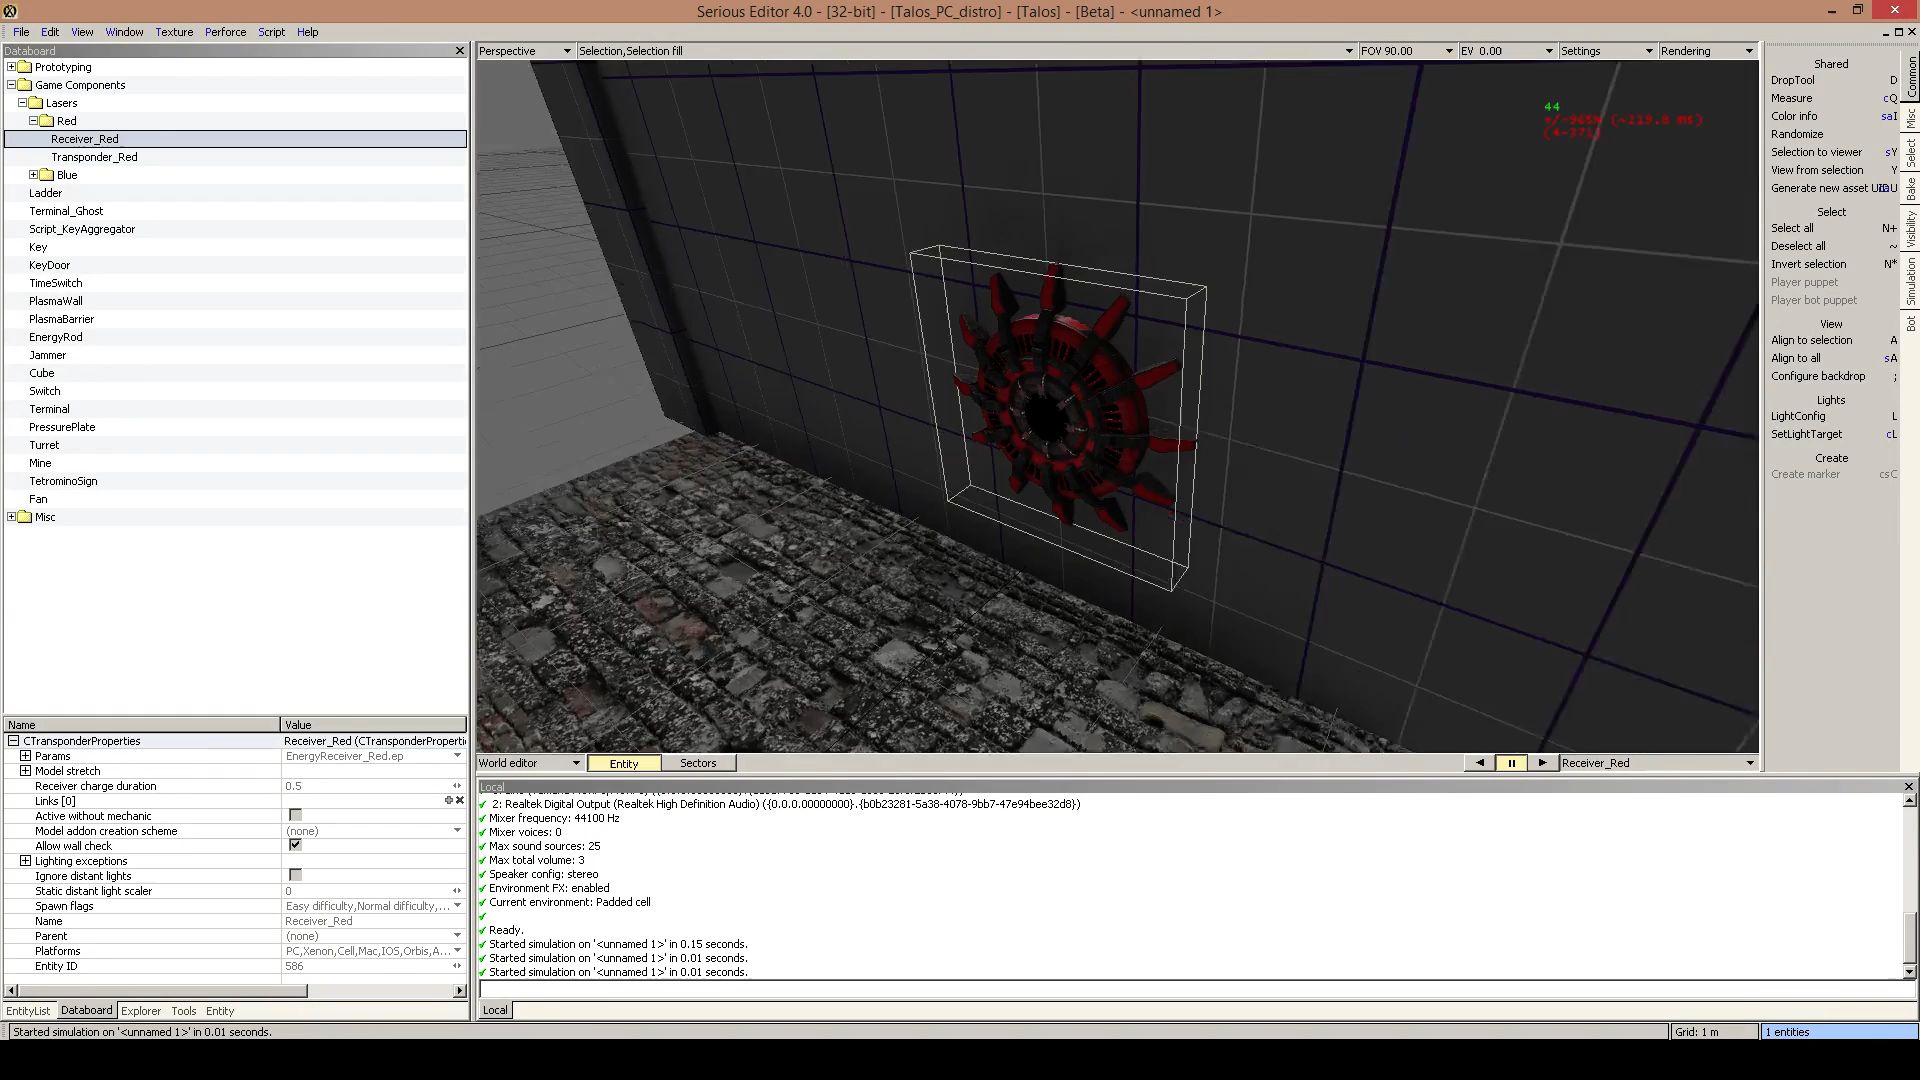 Serious Editor 4.0 - [32-bit] - [Talos_PC_distro] - [Talos] - [Beta] - <unnamed 1>
File Edit View Window Texture Perforce Script Help
Databoard
Prototyping
Game Components
Lasers
Red
Receiver_Red
Transponder_Red
Blue
Ladder
Terminal_Ghost
Script_KeyAggregator
Key
KeyDoor
TimeSwitch
PlasmaWall
PlasmaBarrier
EnergyRod
Jammer
Cube
Switch
Terminal
PressurePlate
Turret
Mine
TetrominoSign
Fan
Misc
Name Value
CTransponderProperties Receiver_Red (CTransponderProperti
Params EnergyReceiver_Red.ep
Model stretch
Receiver charge duration 0.5
Links [0]
Active without mechanic
Model addon creation scheme (none)
Allow wall check
Lighting exceptions
Ignore distant lights
Static distant light scaler 0
Spawn flags Easy difficulty,Normal difficulty,...
Name Receiver_Red
Parent (none)
Platforms PC,Xenon,Cell,Mac,IOS,Orbis,A...
Entity ID 586
EntityList Databoard Explorer Tools Entity
Perspective Selection,Selection fill FOV 90.00 EV 0.00 Settings Rendering
44
World editor Entity Sectors Receiver_Red
Local
2: Realtek Digital Output (Realtek High Definition Audio) ({0.0.0.00000000}.{b0b23281-5a38-4078-9bb7-47e94bee32d8})
Mixer frequency: 44100 Hz
Mixer voices: 0
Max sound sources: 25
Max total volume: 3
Speaker config: stereo
Environment FX: enabled
Current environment: Padded cell
Ready.
Started simulation on '<unnamed 1>' in 0.15 seconds.
Started simulation on '<unnamed 1>' in 0.01 seconds.
Started simulation on '<unnamed 1>' in 0.01 seconds.
Local
Shared
DropTool D
Measure cQ
Color info saI
Randomize
Selection to viewer sY
View from selection Y
Generate new asset
Select
Select all N+
Deselect all ~
Invert selection N*
Player puppet
Player bot puppet
View
Align to selection A
Align to all sA
Configure backdrop ;
Lights
LightConfig L
SetLightTarget cL
Create
Create marker csC
Common
Misc
Select
Bake
Visibility
Simulation
Bot
Started simulation on '<unnamed 1>' in 0.01 seconds. Grid: 1 m 1 entities